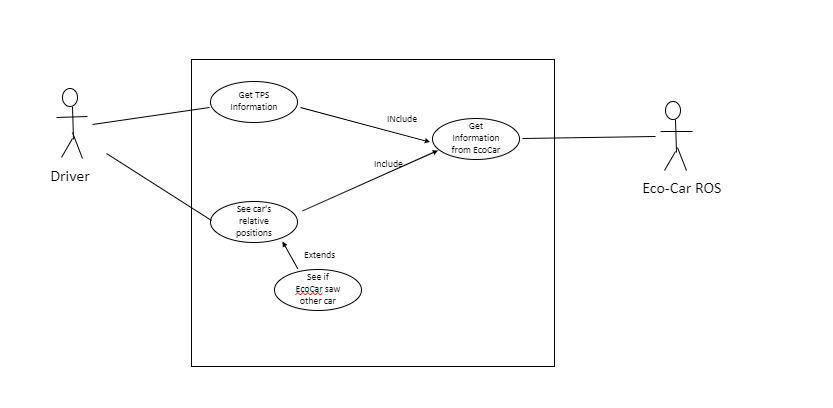 Get TPS
Information
INclude
Get
Information
from EcoCar
Include
Driver
Eco-Car ROS
See car's
relative
positions
Extends
See if
EcoCar saw
other car